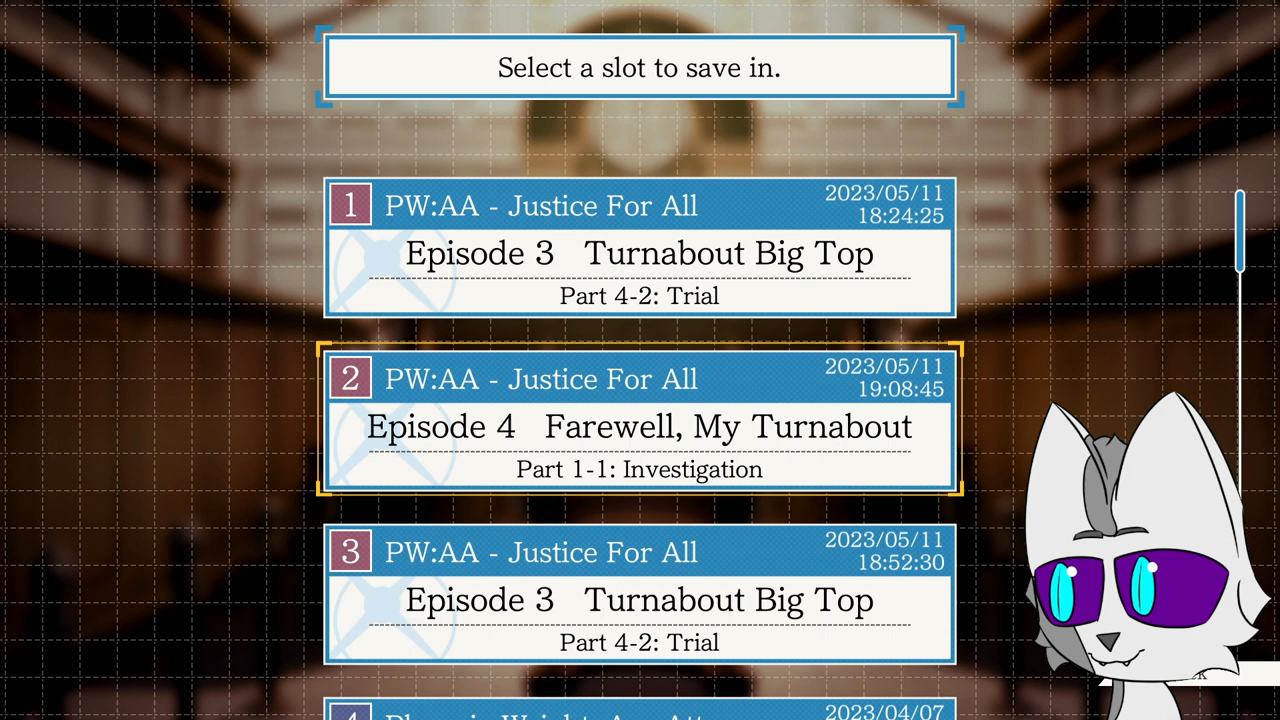 Select a slot to save in.
1 PW:AA - Justice For All 2023/05/11
18:24:25
Episode 3 Turnabout Big Top
Part 4-2: Trial
2 PW:AA - Justice For All 2023/05/11
19:08:45
Episode 4 Farewell, My Turnabout
Part 1-1: Investigation
3 PW:AA - Justice For All 2023/05/11
18:52:30
Episode 3 Turnabout Big Top
Part 4-2: Trial
4 2023/04/07